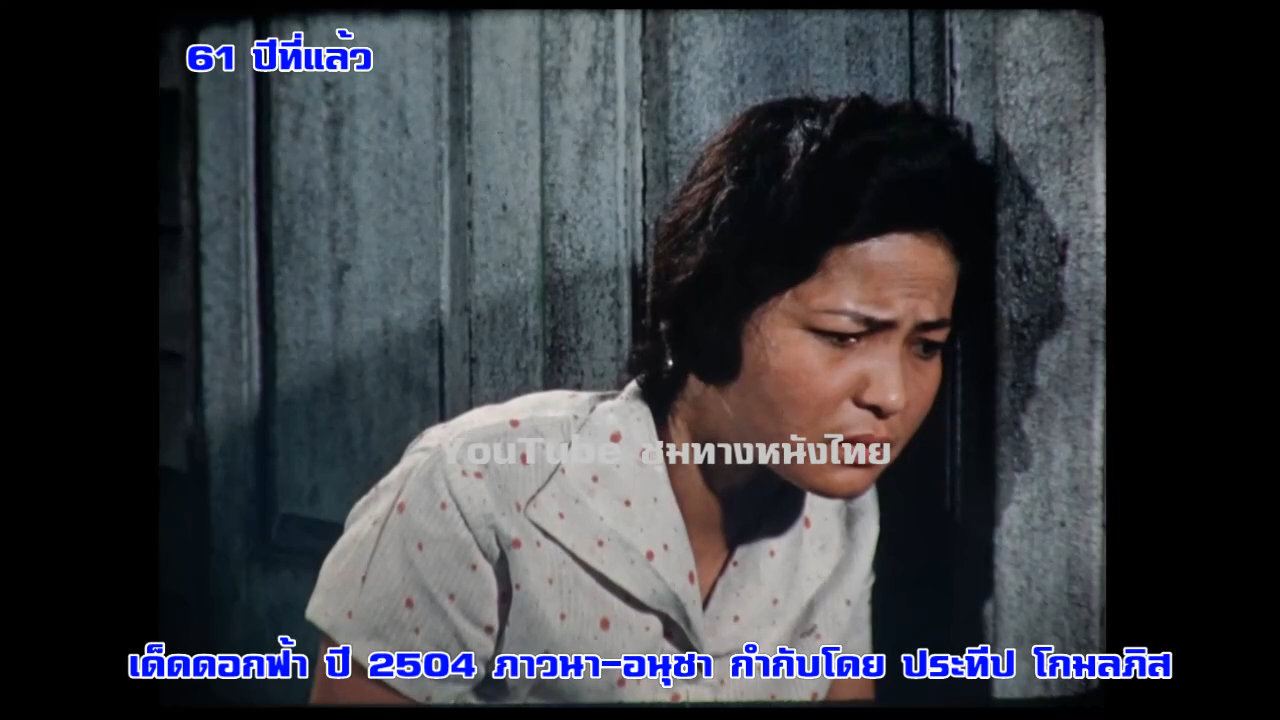 61 ปีที่แล้ว
YouTube ชมทางหนังไทย
เด็ดดอกฟ้า ปี 2504 ภาวนา-อนุชา กำกับโดย ประทีป โกมลภิส